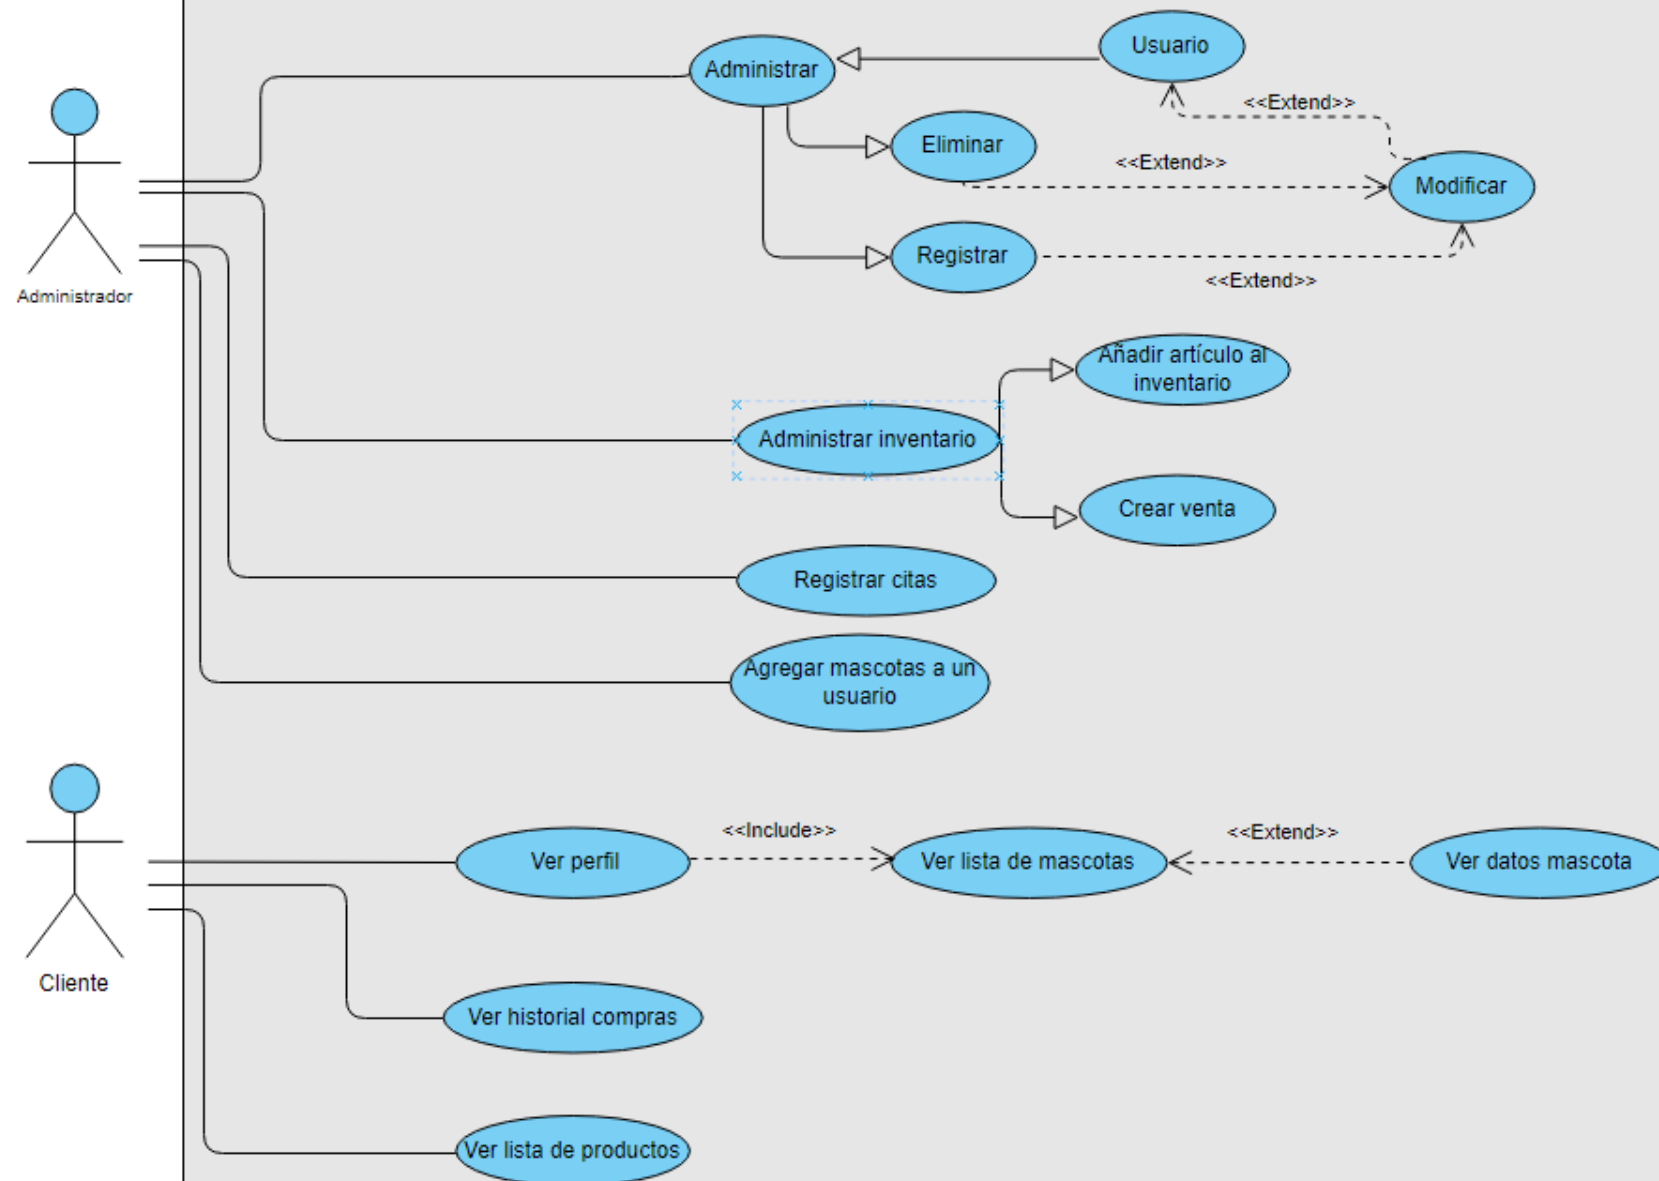 Usuario
Administrar
<<Extend>>
Eliminar
<<Extend>>
Modificar
Registrar
<<Extend>>
Administrador
Añadir artículo al
inventario
Administrar inventario
Crear venta
Registrar citas
Agregar mascotas a un
usuario
<<Include>>
<<Extend>>
Ver perfil
Ver lista de mascotas
Ver datos mascota
Cliente
Ver historial compras
Ver lista de productos